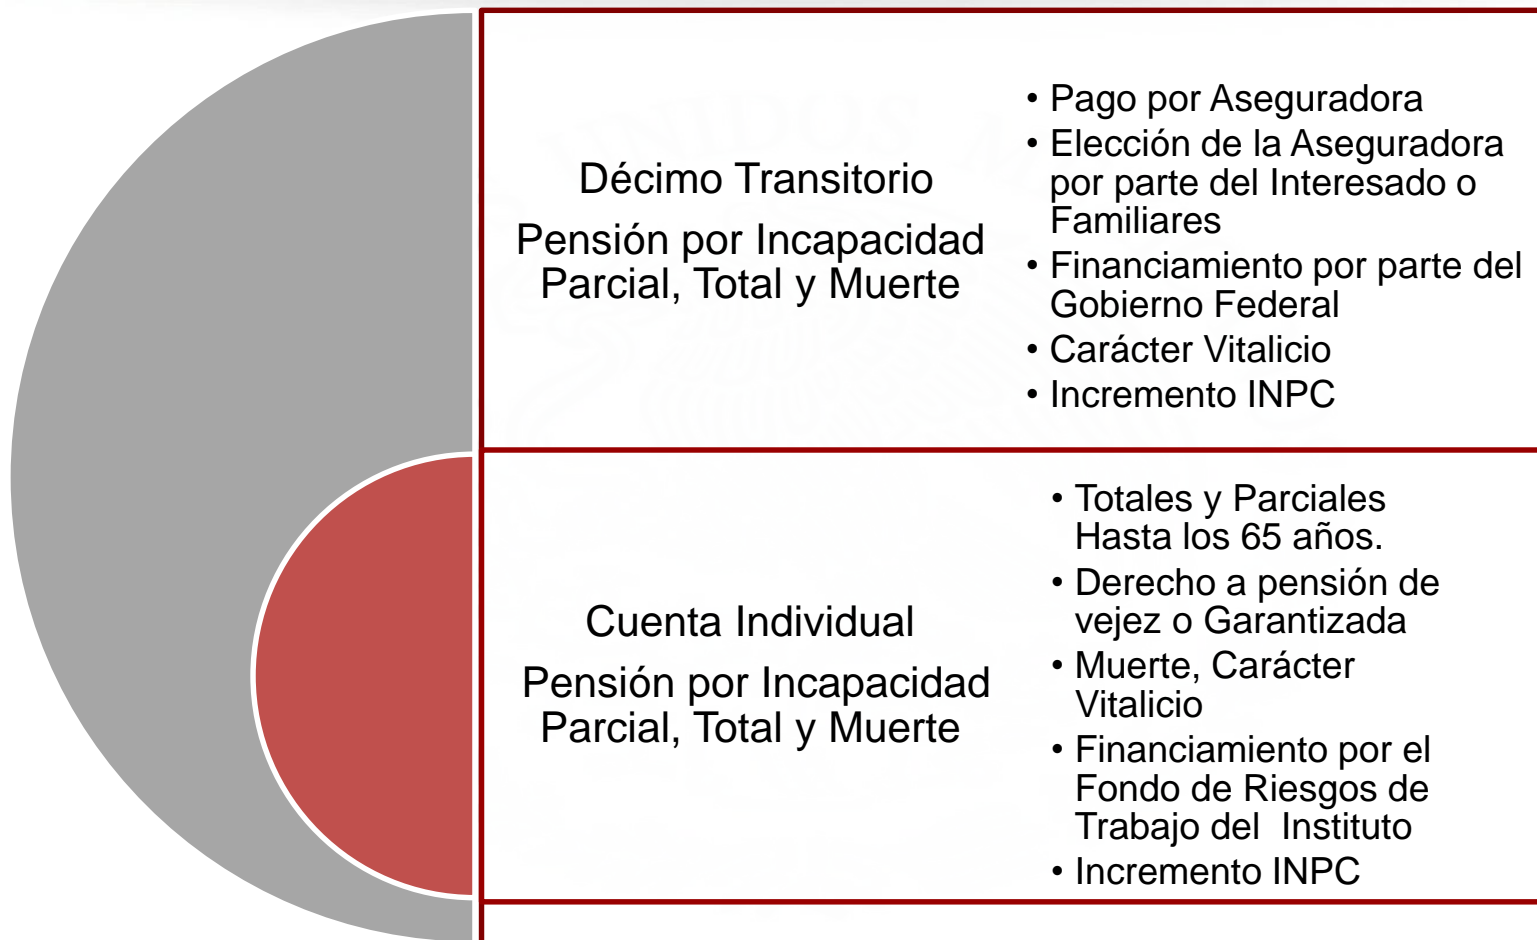 Décimo Transitorio
Pensión por Incapacidad
Parcial, Total y Muerte
• Pago por Aseguradora
• Elección de la Aseguradora
por parte del Interesado o
Familiares
• Financiamiento por parte del
Gobierno Federal
• Carácter Vitalicio
• Incremento INPC
Cuenta Individual
Pensión por Incapacidad
Parcial, Total y Muerte
• Totales y Parciales
Hasta los 65 años.
• Derecho a pensión de
vejez o Garantizada
• Muerte, Carácter
Vitalicio
• Financiamiento por el
Fondo de Riesgos de
Trabajo del Instituto
• Incremento INPC